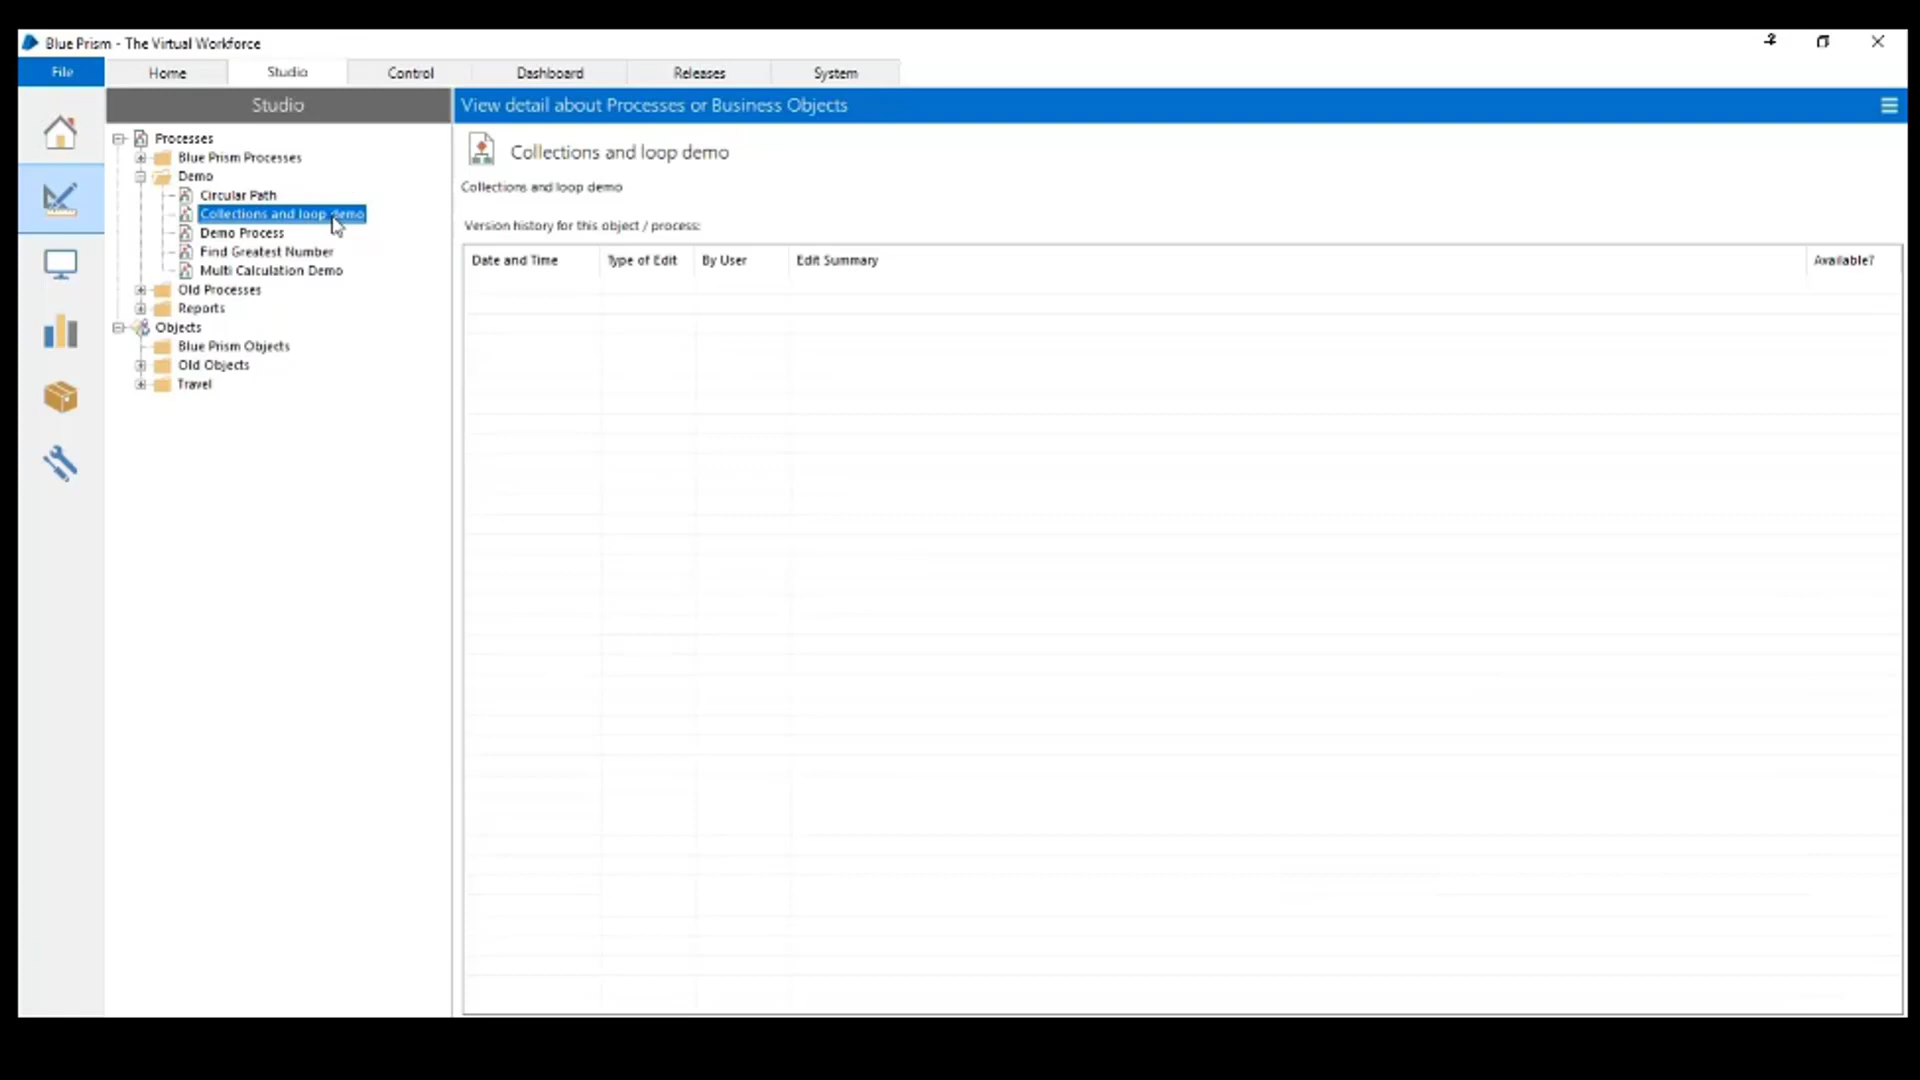 Blue Prism - The Virtual Workforce
File Home Studio Control Dashboard Releases System
Studio
View detail about Processes or Business Objects
Processes
Blue Prism Processes
Demo
Circular Path
Collections and loop demo
Demo Process
Find Greatest Number
Multi Calculation Demo
Old Processes
Reports
Objects
Blue Prism Objects
Old Objects
Travel
Collections and loop demo
Collections and loop demo
Version history for this object / process:
Date and Time Type of Edit By User Edit Summary Available?